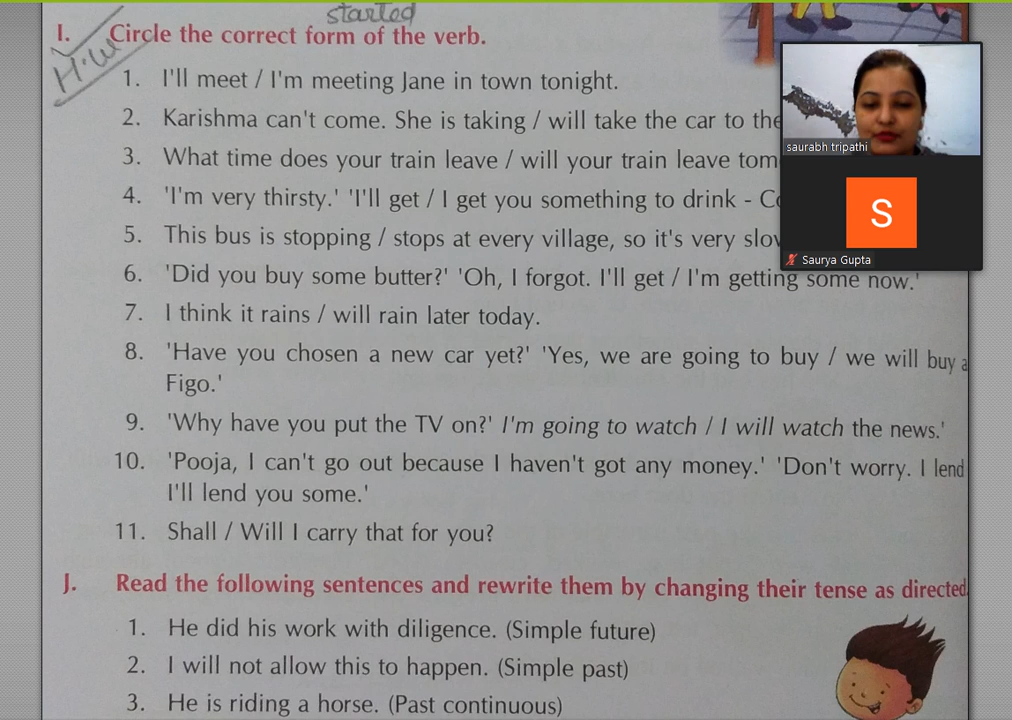 started
I. Circle the correct form of the verb.
H.W
1. I'll meet / I'm meeting Jane in town tonight.
2. Karishma can't come. She is taking / will take the car to the
saurabh tripathi
3. What time does your train leave / will your train leave tom
4. 'I'm very thirsty.' 'I'll get / I get you something to drink - Co
S
5. This bus is stopping / stops at every village, so it's very slow
Saurya Gupta
6. 'Did you buy some butter?' 'Oh, I forgot. I'll get / I'm getting some now.'
7. I think it rains / will rain later today.
8. 'Have you chosen a new car yet?' 'Yes, we are going to buy / we will buy a
Figo.'
9. 'Why have you put the TV on?' I'm going to watch / I will watch the news.'
10. 'Pooja, I can't go out because I haven't got any money.' 'Don't worry. I lend
I'll lend you some.'
11. Shall / Will I carry that for you?
J. Read the following sentences and rewrite them by changing their tense as directed
1. He did his work with diligence. (Simple future)
2. I will not allow this to happen. (Simple past)
3. He is riding a horse. (Past continuous)